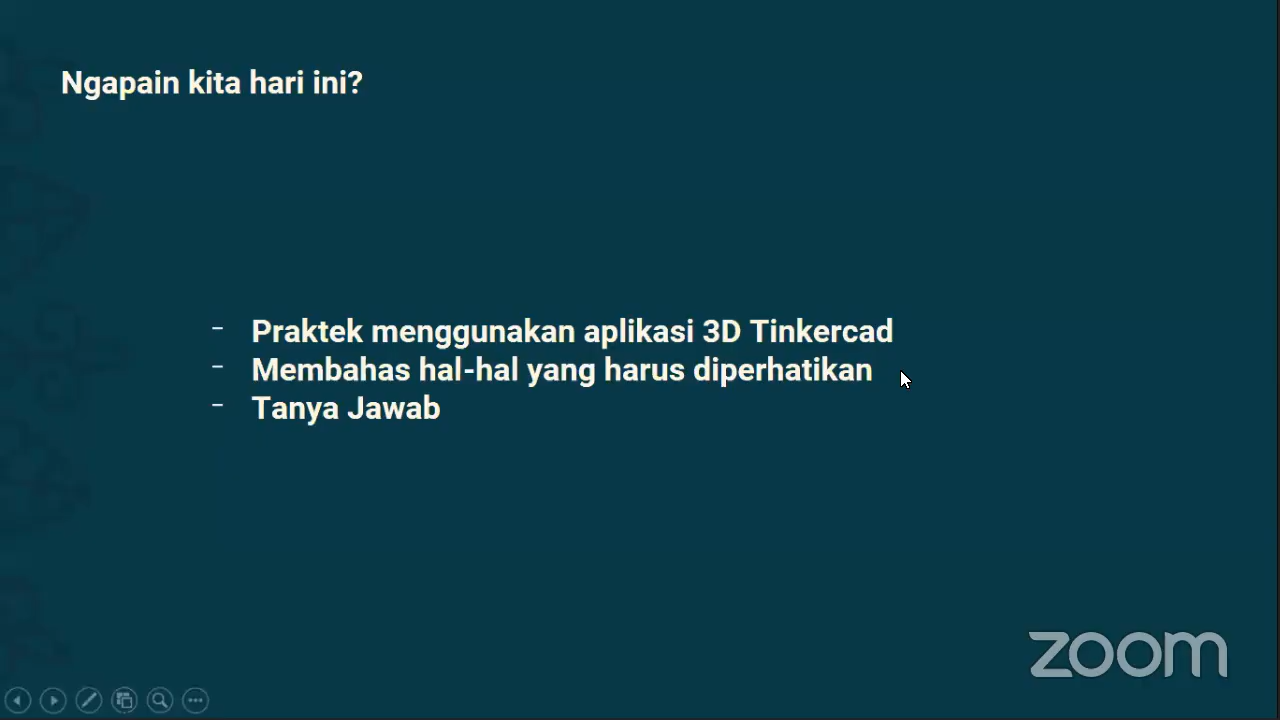 Ngapain kita hari ini?
- Praktek menggunakan aplikasi 3D Tinkercad
- Membahas hal-hal yang harus diperhatikan
- Tanya Jawab
zoom